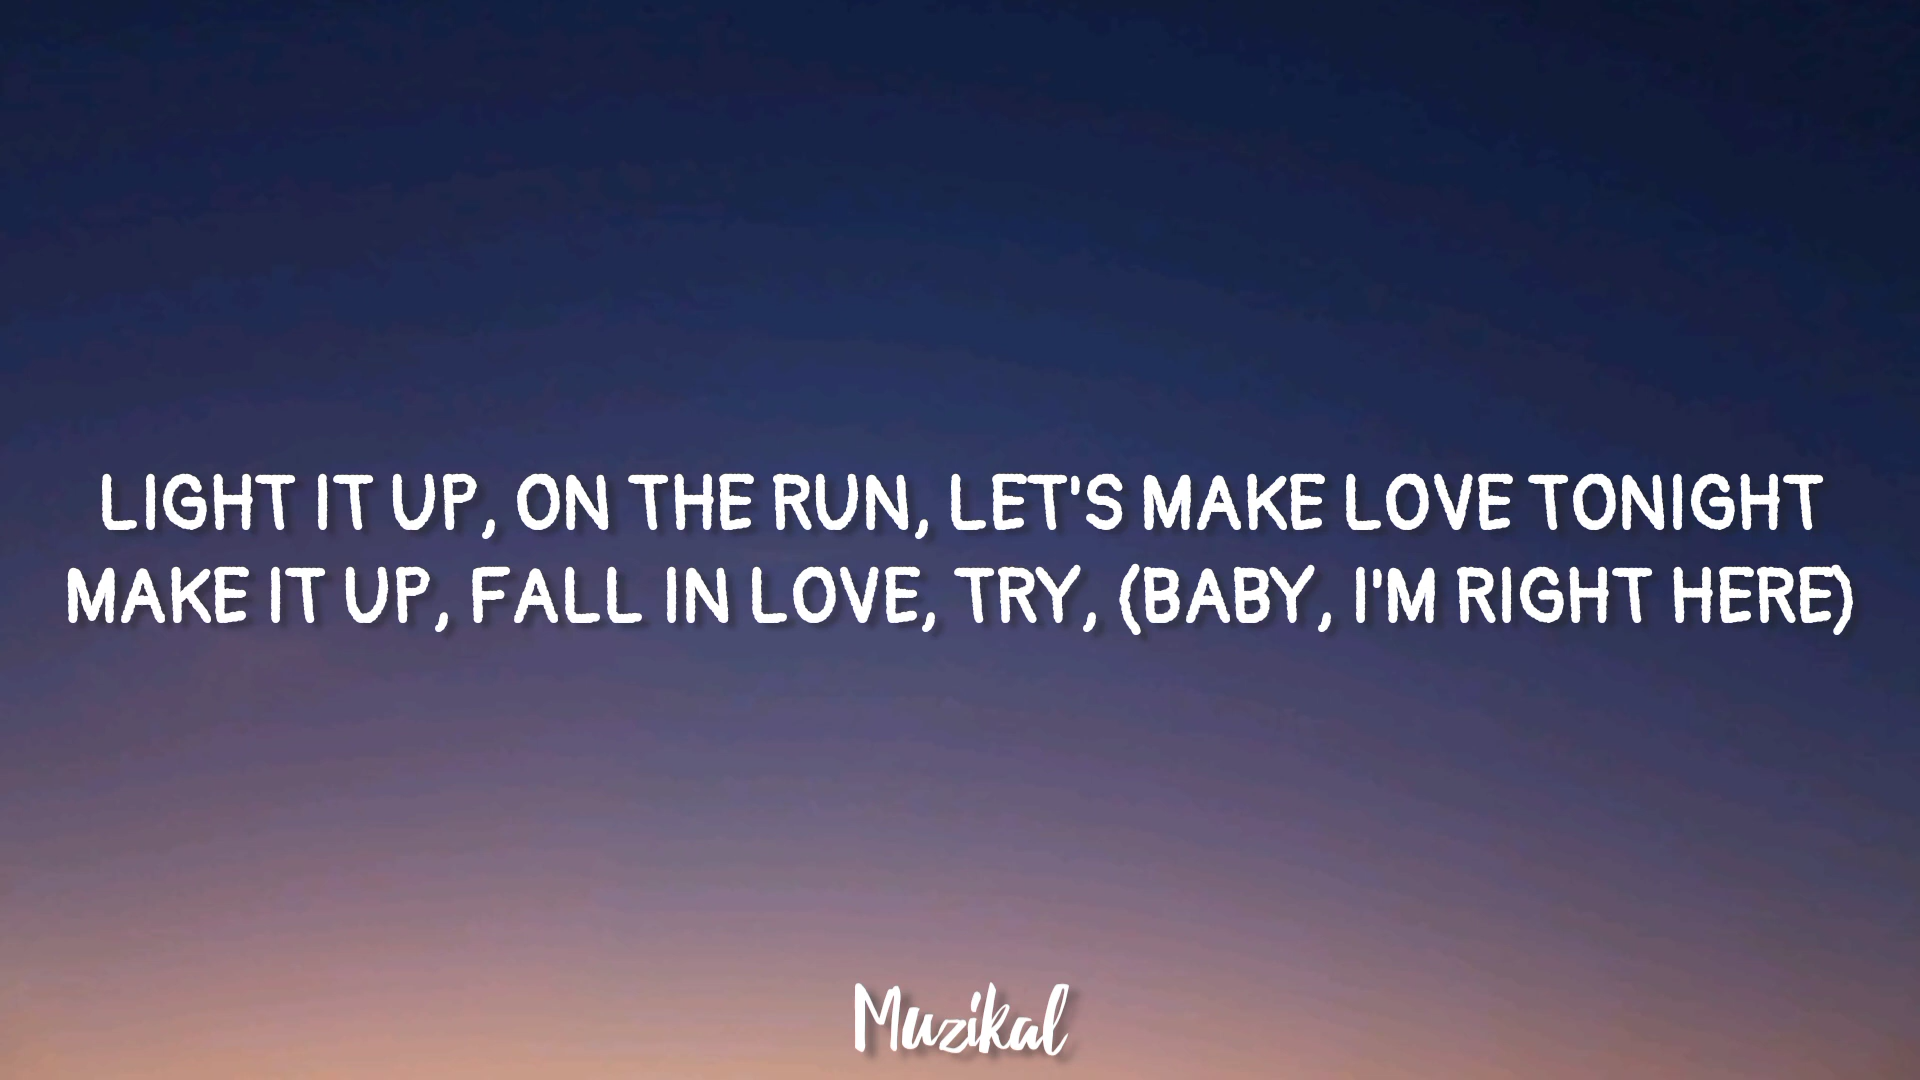 LIGHT IT UP, ON THE RUN, LET'S MAKE LOVE TONIGHT
MAKE IT UP, FALL IN LOVE, TRY, (BABY, I'M RIGHT HERE)
Muzikal